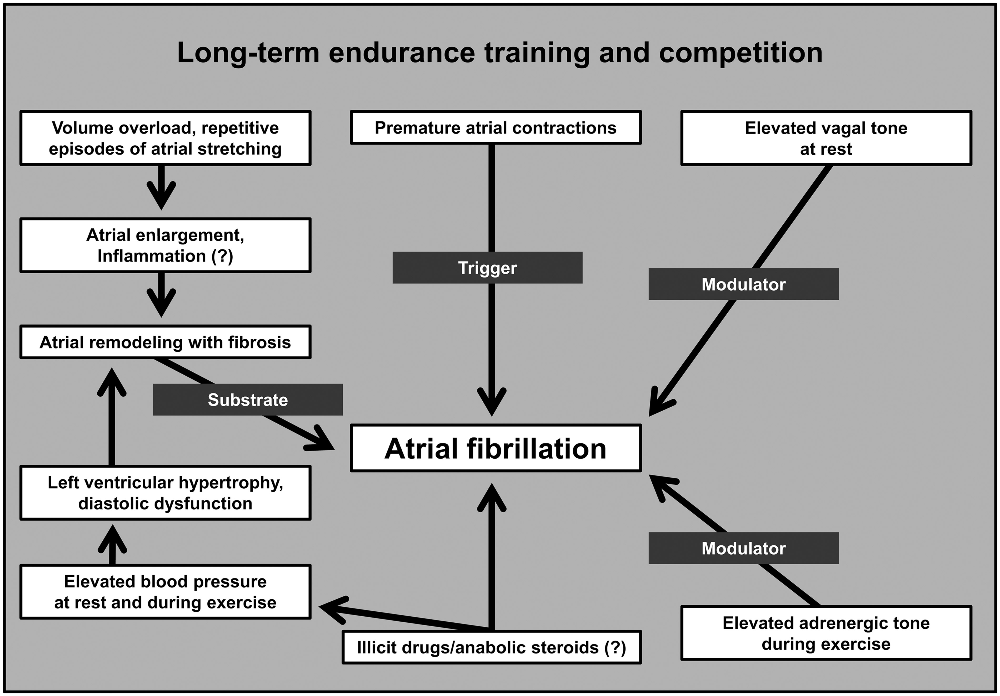 Long-term endurance training and competition
Volume overload, repetitive
episodes of atrial stretching
Premature atrial contractions
Elevated vagal tone
at rest
Atrial enlargement,
Inflammation (?)
Trigger
Modulator
Atrial remodeling with fibrosis
Substrate
Atrial fibrillation
Left ventricular hypertrophy,
diastolic dysfunction
Modulator
Elevated blood pressure
at rest and during exercise
Illicit drugs/anabolic steroids (?)
Elevated adrenergic tone
during exercise